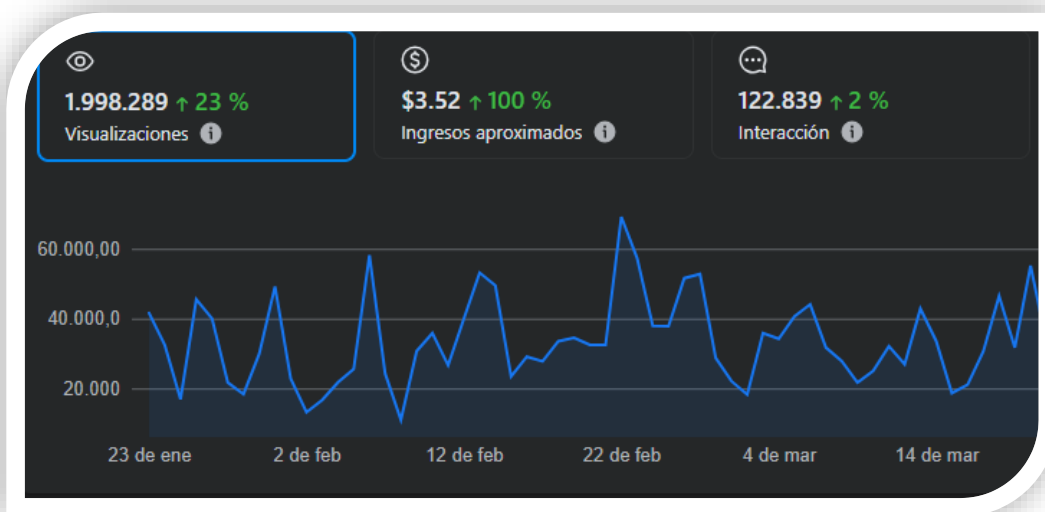 1.998.289 ↑ 23 %
Visualizaciones
$3.52 ↑ 100 %
Ingresos aproximados
122.839 ↑ 2 %
Interacción
60.000,00
40.000,0
20.000
23 de ene 2 de feb 12 de feb 22 de feb 4 de mar 14 de mar